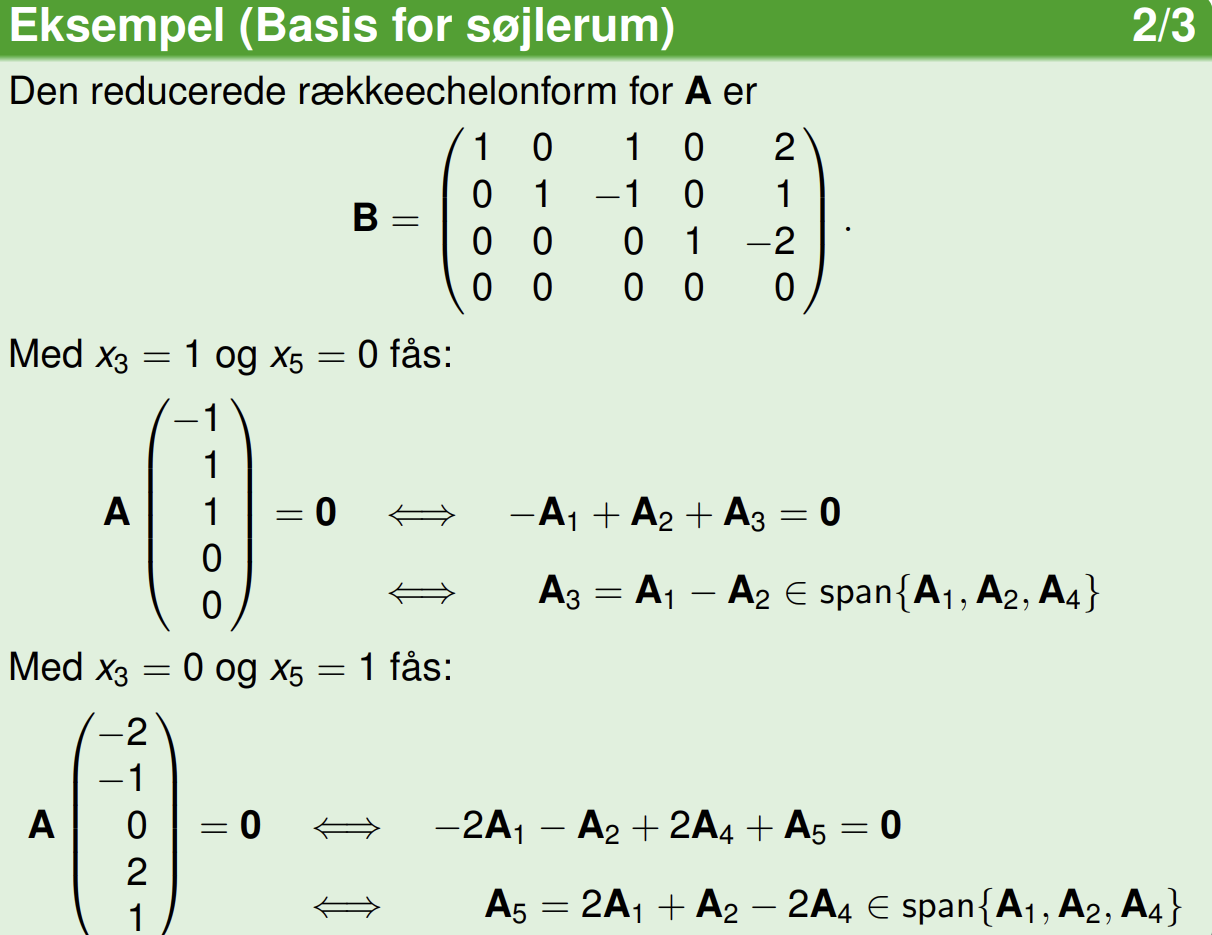 Eksempel (Basis for søjlerum) 2/3
Den reducerede rækkeechelonform for A er
B = 
( 1 0 1 0 2 )
( 0 1 −1 0 1 )
( 0 0 0 1 −2 )
( 0 0 0 0 0 ) .
Med x₃ = 1 og x₅ = 0 fås:
A (−1 1 1 0 0) = 0 ⟺ −A₁ + A₂ + A₃ = 0
⟺ A₃ = A₁ − A₂ ∈ span{A₁, A₂, A₄}
Med x₃ = 0 og x₅ = 1 fås:
A (−2 −1 0 2 1) = 0 ⟺ −2A₁ − A₂ + 2A₄ + A₅ = 0
⟺ A₅ = 2A₁ + A₂ − 2A₄ ∈ span{A₁, A₂, A₄}